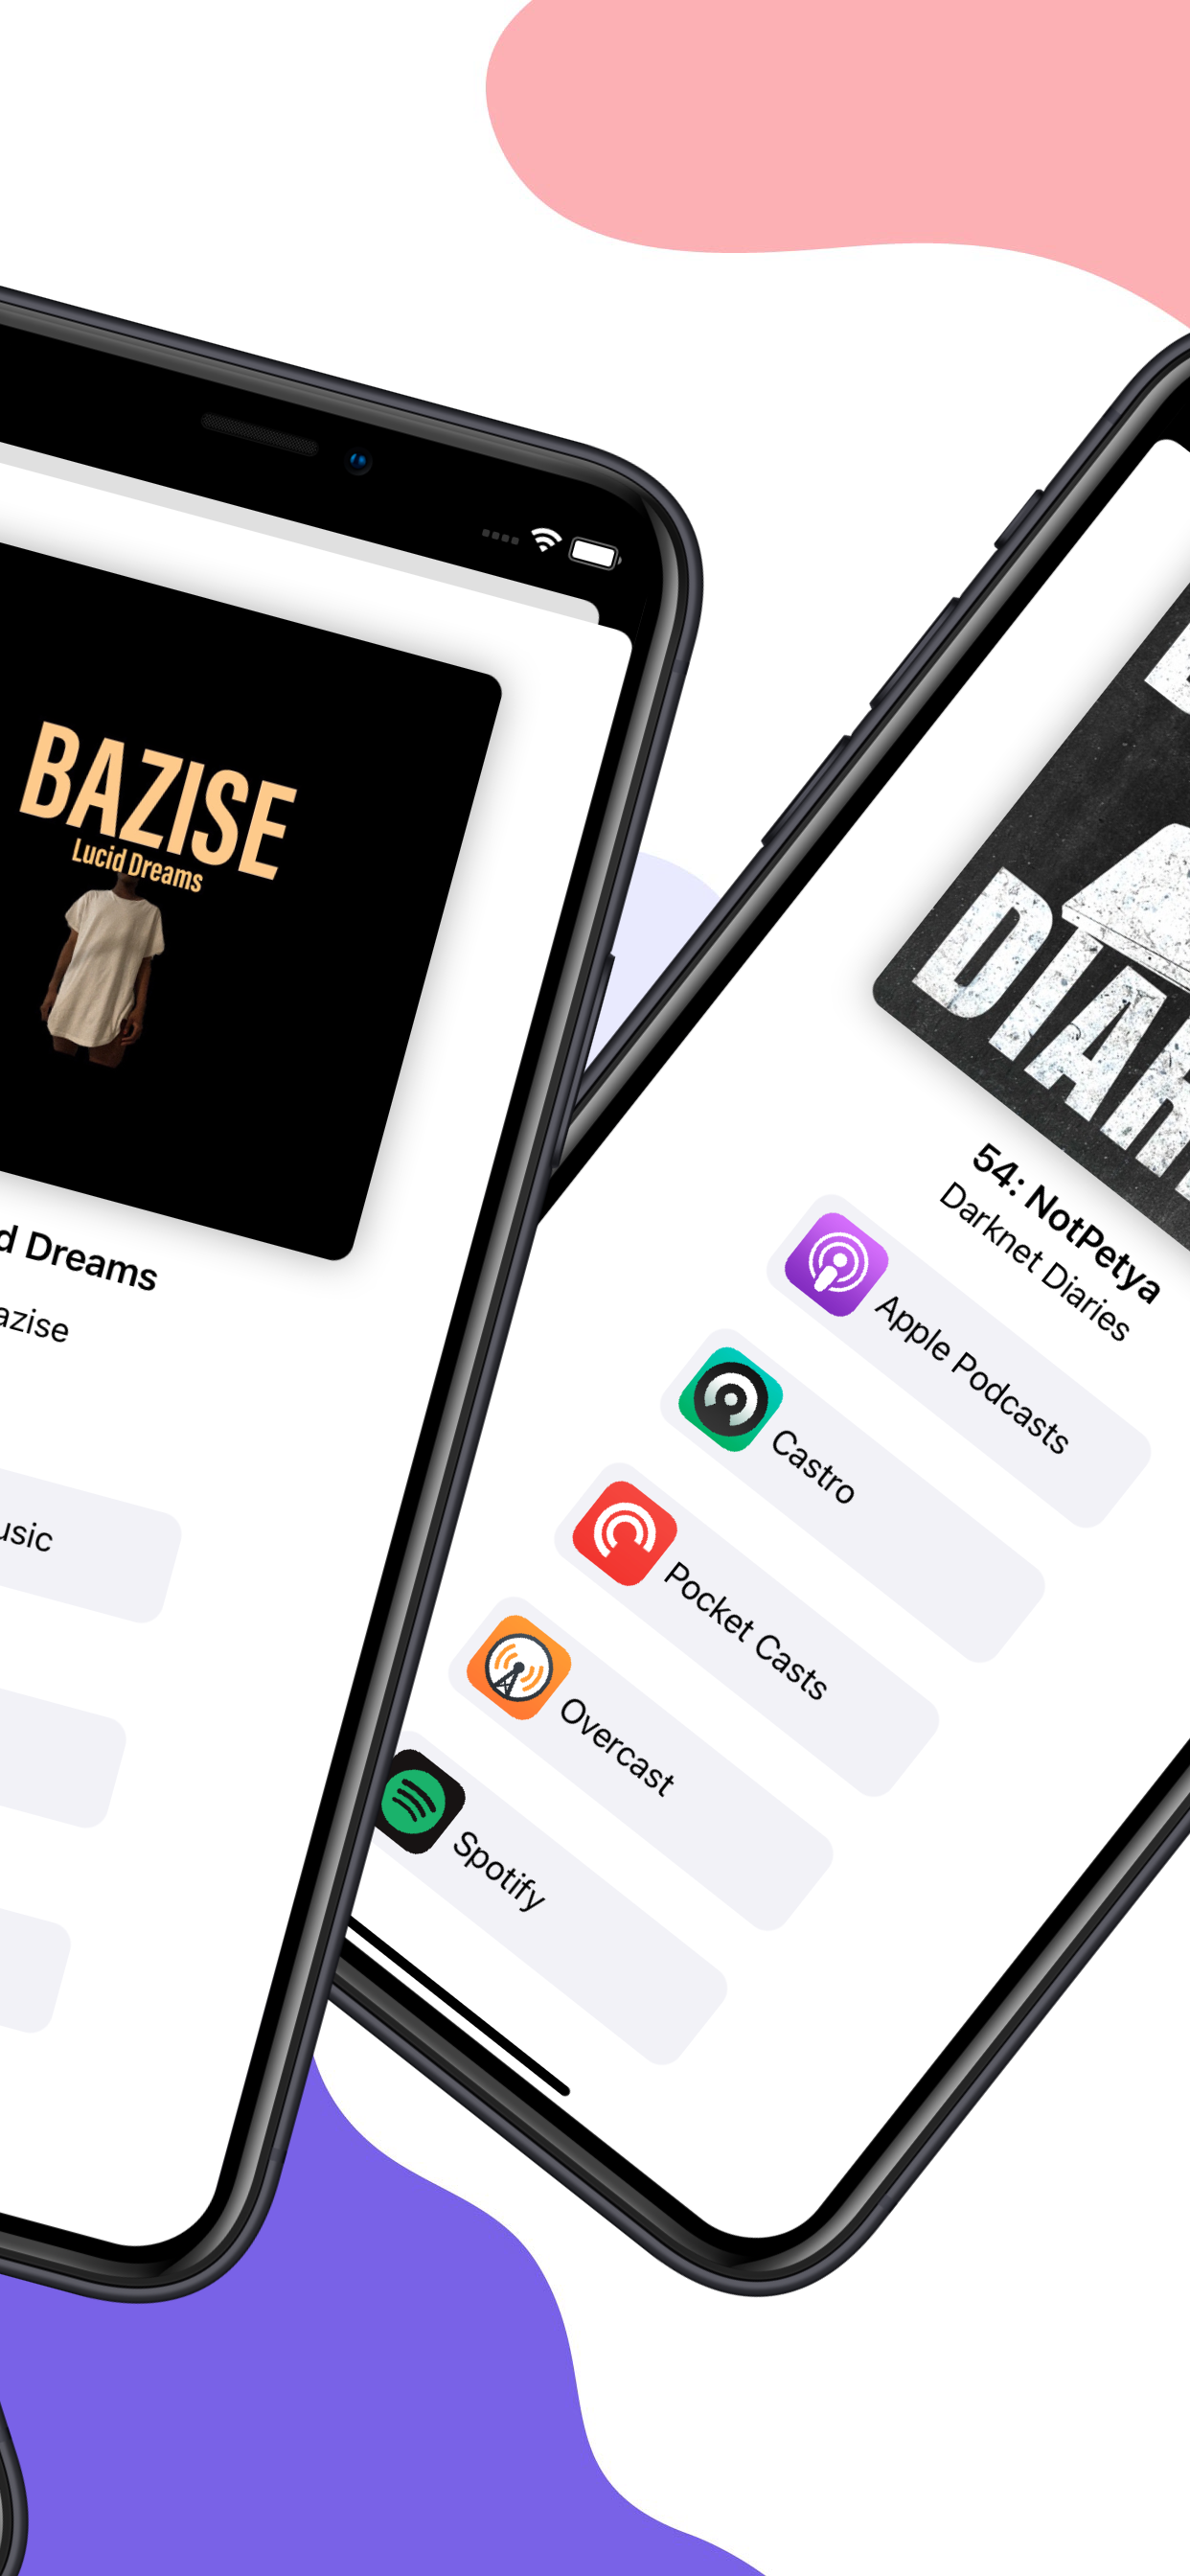 BAZISE
Lucid Dreams
d Dreams
azise
usic
DIAR
54: NotPetya
Darknet Diaries
Apple Podcasts
Castro
Pocket Casts
Overcast
Spotify